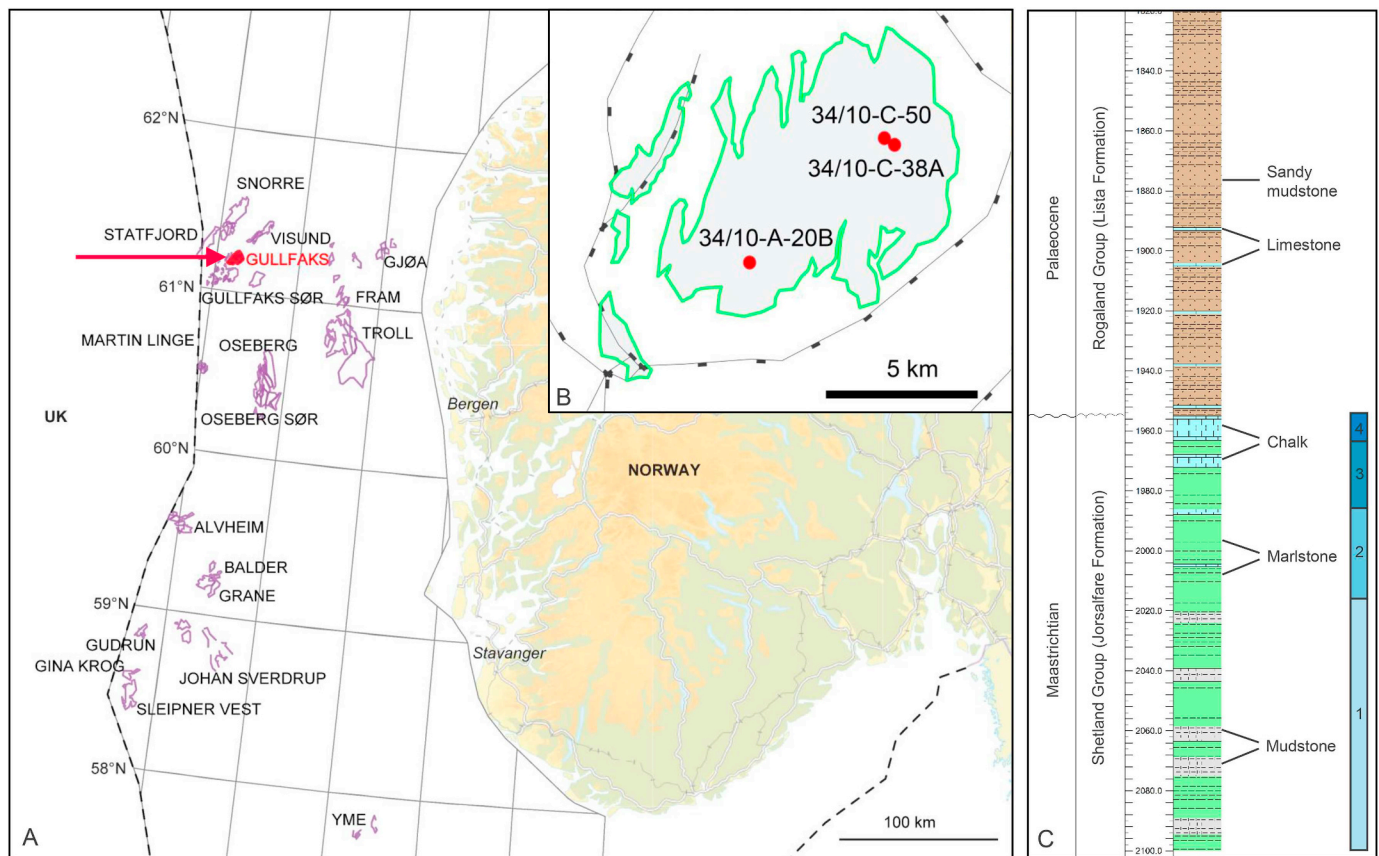 62°N
SNORRE
STATFJORD
VISUND
GULLFAKS
GJØA
61°N
GULLFAKS SØR
FRAM
MARTIN LINGE
OSEBERG
TROLL
UK
OSEBERG SØR
Bergen
60°N
NORWAY
ALVHEIM
BALDER
59°N
GRANE
GUDRUN
Stavanger
GINA KROG
JOHAN SVERDRUP
SLEIPNER VEST
58°N
YME
100 km
A
34/10-C-50
34/10-C-38A
34/10-A-20B
5 km
B
Palaeocene
Maastrichtian
Rogaland Group (Lista Formation)
Shetland Group (Jorsalfare Formation)
1820.0
1840.0
1860.0
1880.0
1900.0
1920.0
1940.0
1960.0
1980.0
2000.0
2020.0
2040.0
2060.0
2080.0
2100.0
Sandy
mudstone
Limestone
Chalk
Marlstone
Mudstone
4
3
2
1
C